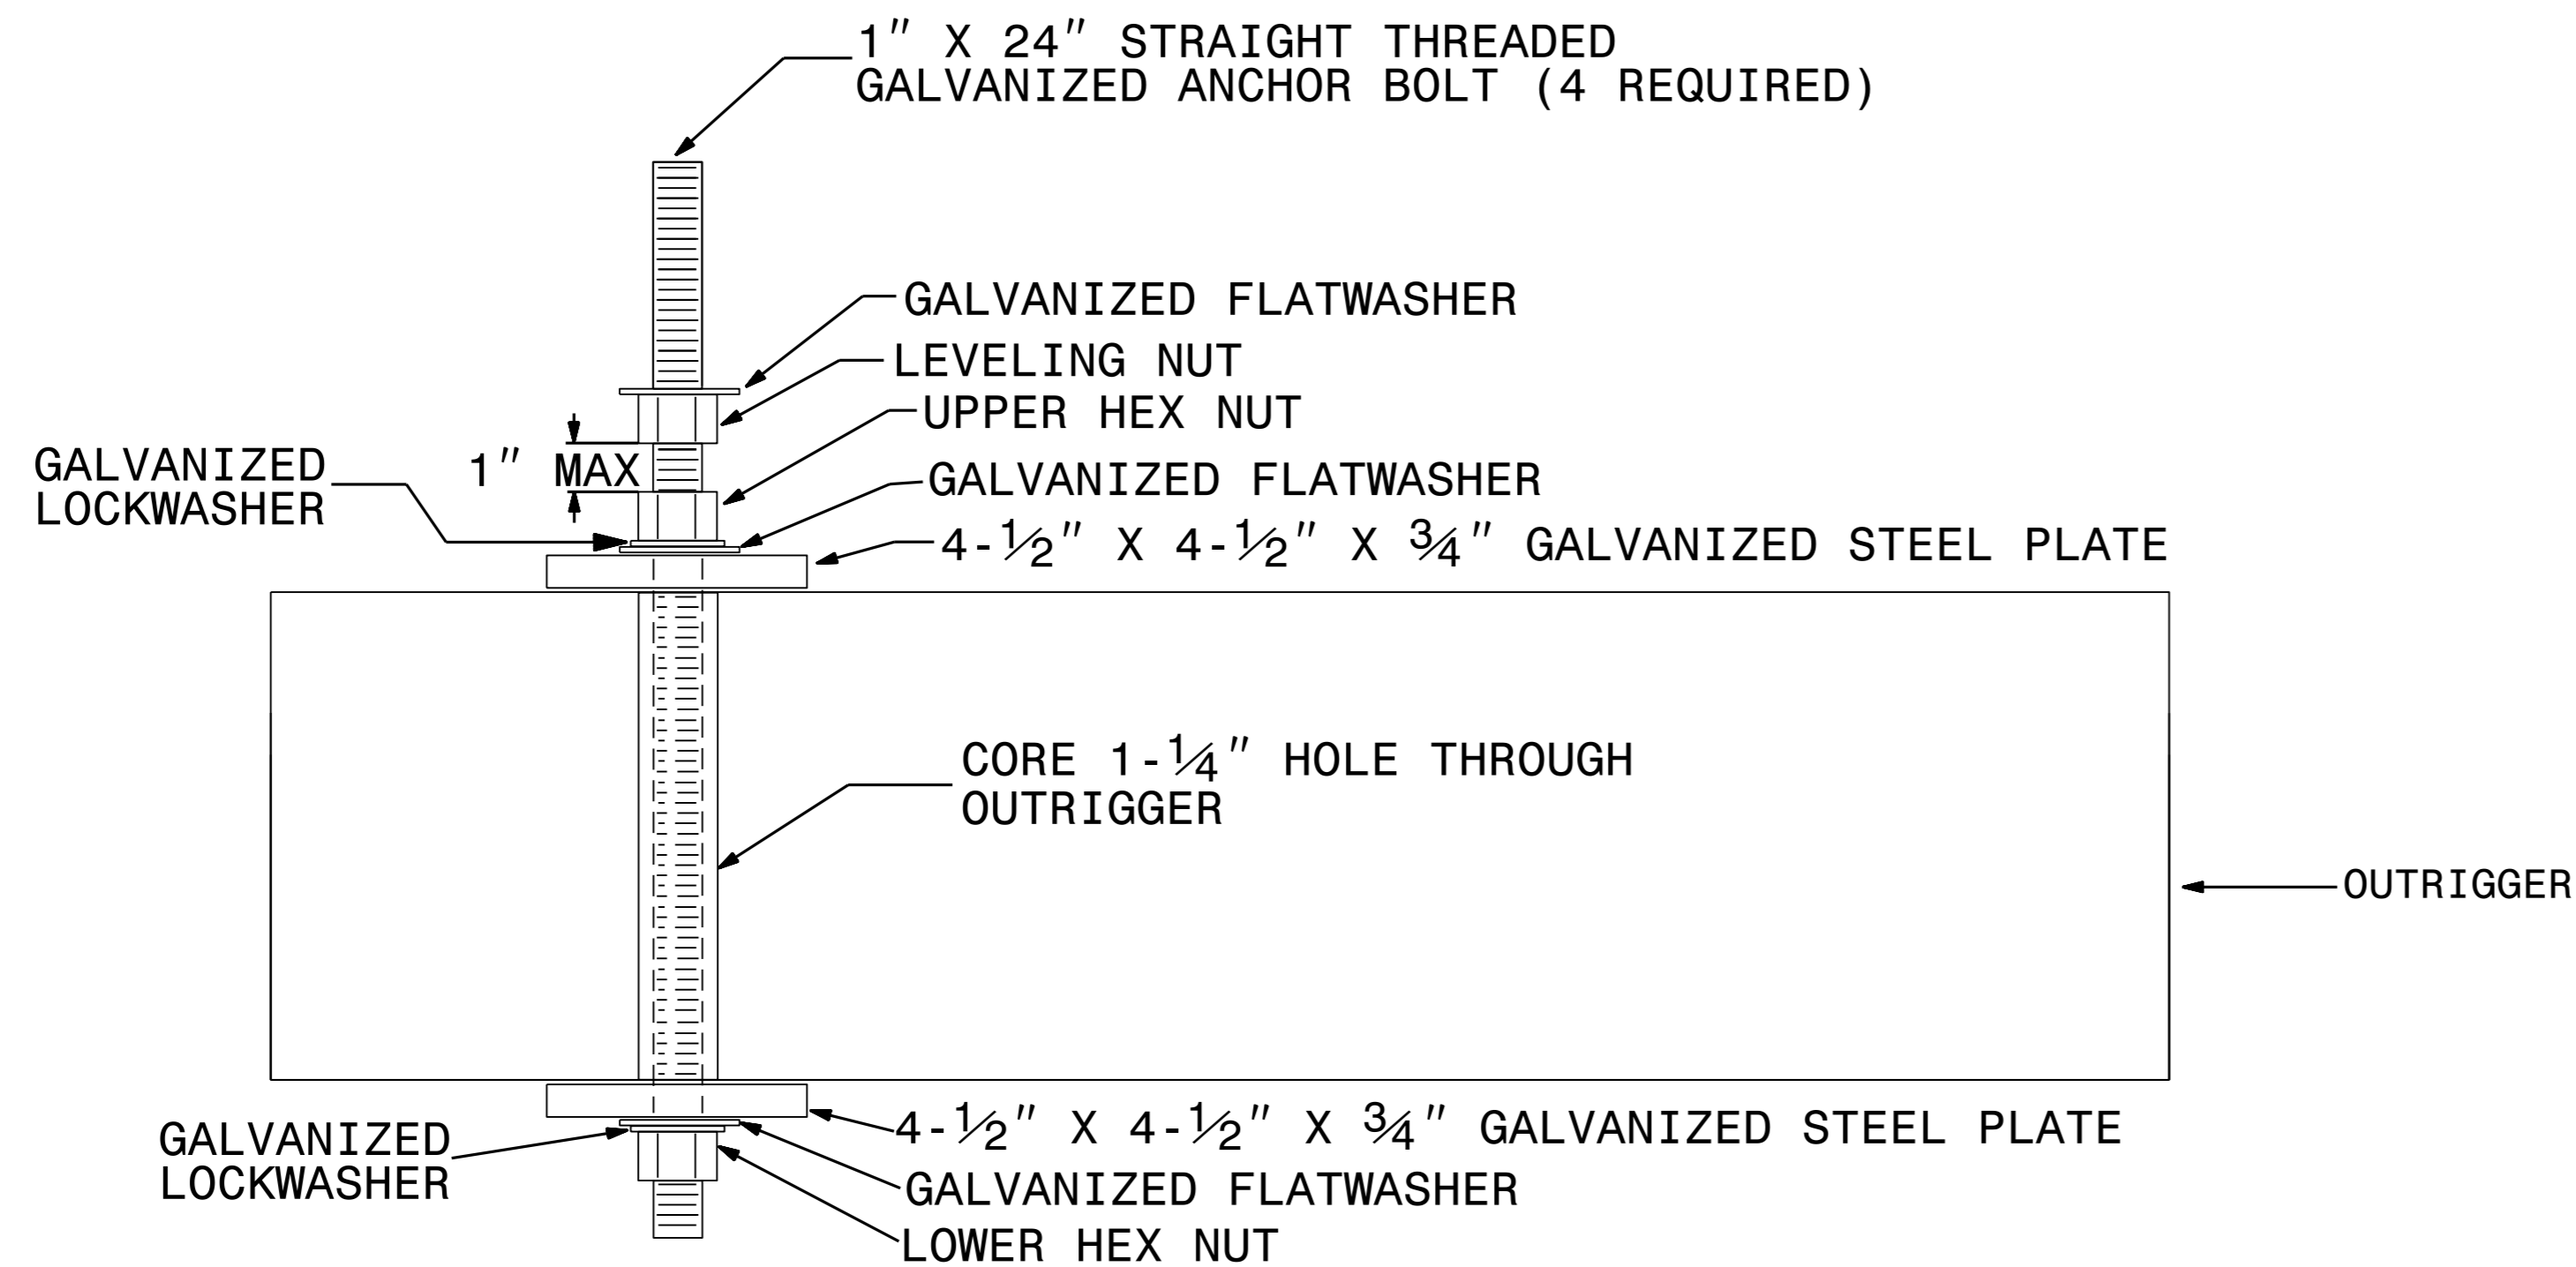 1" X 24" STRAIGHT THREADED
GALVANIZED ANCHOR BOLT (4 REQUIRED)
GALVANIZED FLATWASHER
LEVELING NUT
UPPER HEX NUT
GALVANIZED
LOCKWASHER
1" MAX
GALVANIZED FLATWASHER
4-½" X 4-½" X ¾" GALVANIZED STEEL PLATE
CORE 1-¼" HOLE THROUGH
OUTRIGGER
OUTRIGGER
4-½" X 4-½" X ¾" GALVANIZED STEEL PLATE
GALVANIZED
LOCKWASHER
GALVANIZED FLATWASHER
LOWER HEX NUT